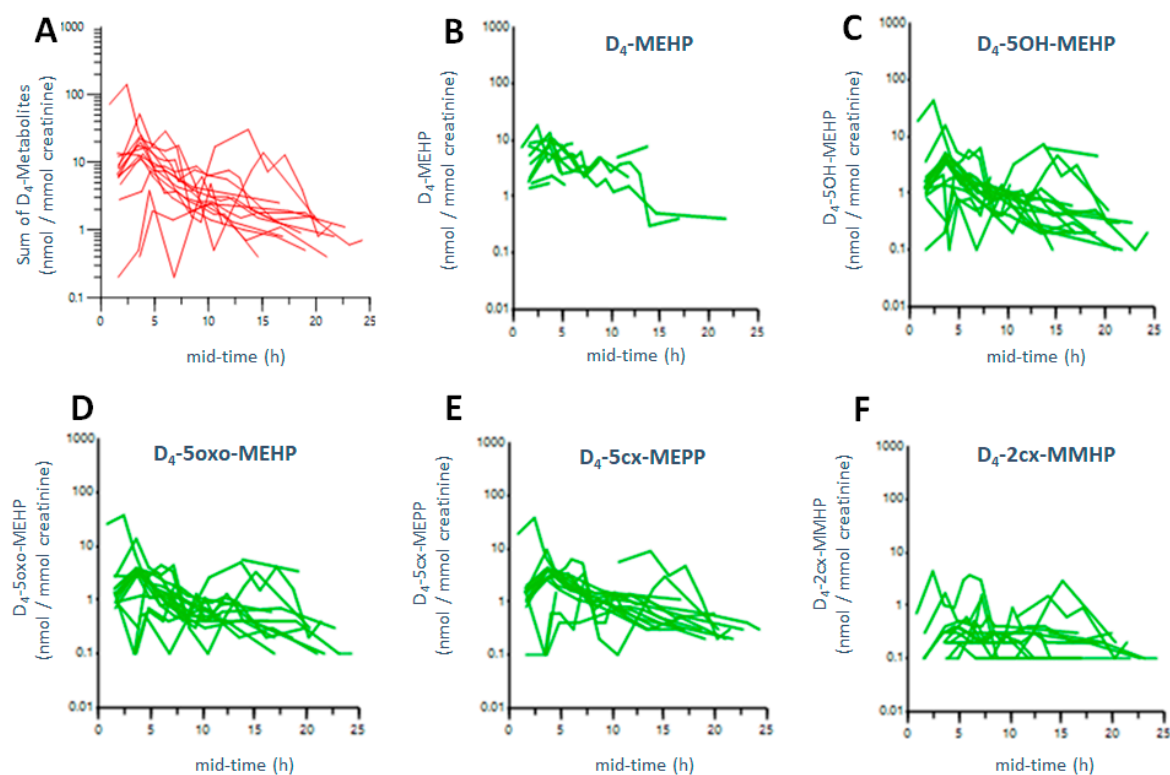 A
Sum of D₄-Metabolites
(nmol / mmol creatinine)
1000
100
10
1
0.1
0 5 10 15 20 25
mid-time (h)
B
D₄-MEHP
D₄-MEHP
(nmol / mmol creatinine)
1000
100
10
1
0.1
0.01
0 5 10 15 20 25
mid-time (h)
C
D₄-5OH-MEHP
D₄-5OH-MEHP
(nmol / mmol creatinine)
1000
100
10
1
0.1
0.01
0 5 10 15 20 25
mid-time (h)
D
D₄-5oxo-MEHP
D₄-5oxo-MEHP
(nmol / mmol creatinine)
1000
100
10
1
0.1
0.01
0 5 10 15 20 25
mid-time (h)
E
D₄-5cx-MEPP
D₄-5cx-MEPP
(nmol / mmol creatinine)
1000
100
10
1
0.1
0.01
0 5 10 15 20 25
mid-time (h)
F
D₄-2cx-MMHP
D₄-2cx-MMHP
(nmol / mmol creatinine)
1000
100
10
1
0.1
0.01
0 5 10 15 20 25
mid-time (h)